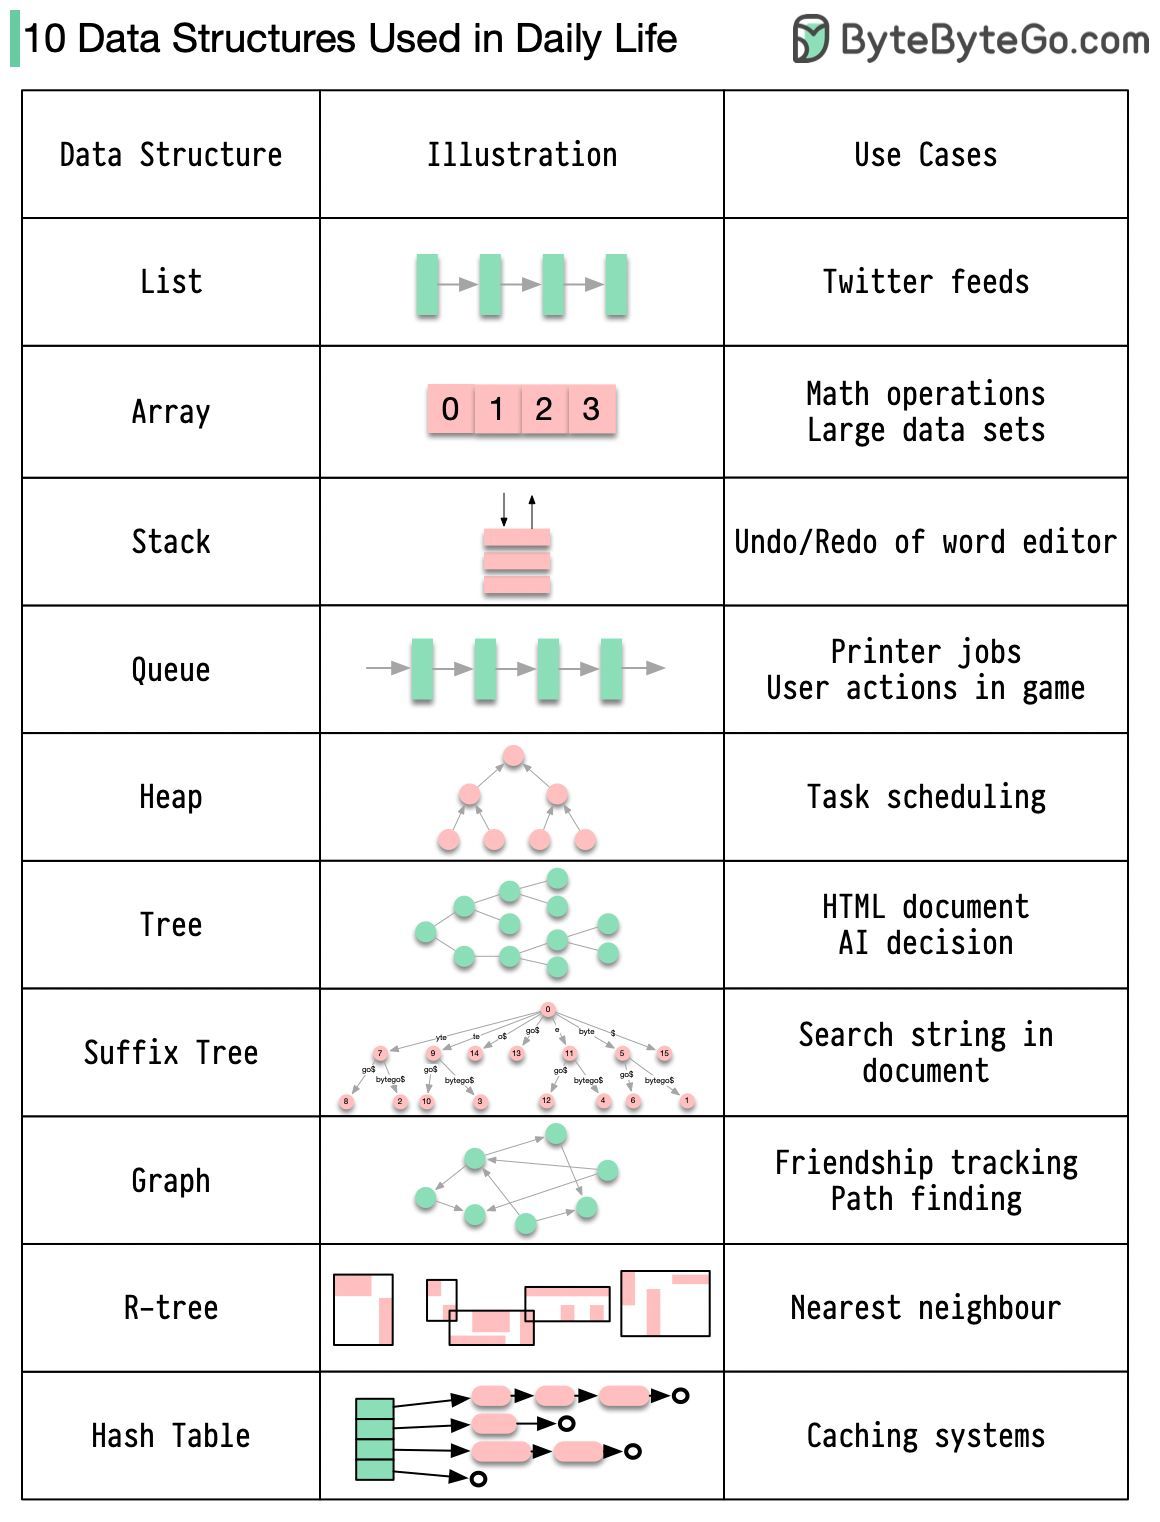 10 Data Structures Used in Daily Life
ByteByteGo.com
Data Structure
Illustration
Use Cases
List
Twitter feeds
Array
0 1 2 3
Math operations
Large data sets
Stack
Undo/Redo of word editor
Queue
Printer jobs
User actions in game
Heap
Task scheduling
Tree
HTML document
AI decision
Suffix Tree
0
yte te o$ go$ e byte $
7 9 14 13 11 5 15
go$ bytego$ go$ bytego$ go$ bytego$ go$ bytego$
8 2 10 3 12 4 6 1
Search string in
document
Graph
Friendship tracking
Path finding
R-tree
Nearest neighbour
Hash Table
Caching systems